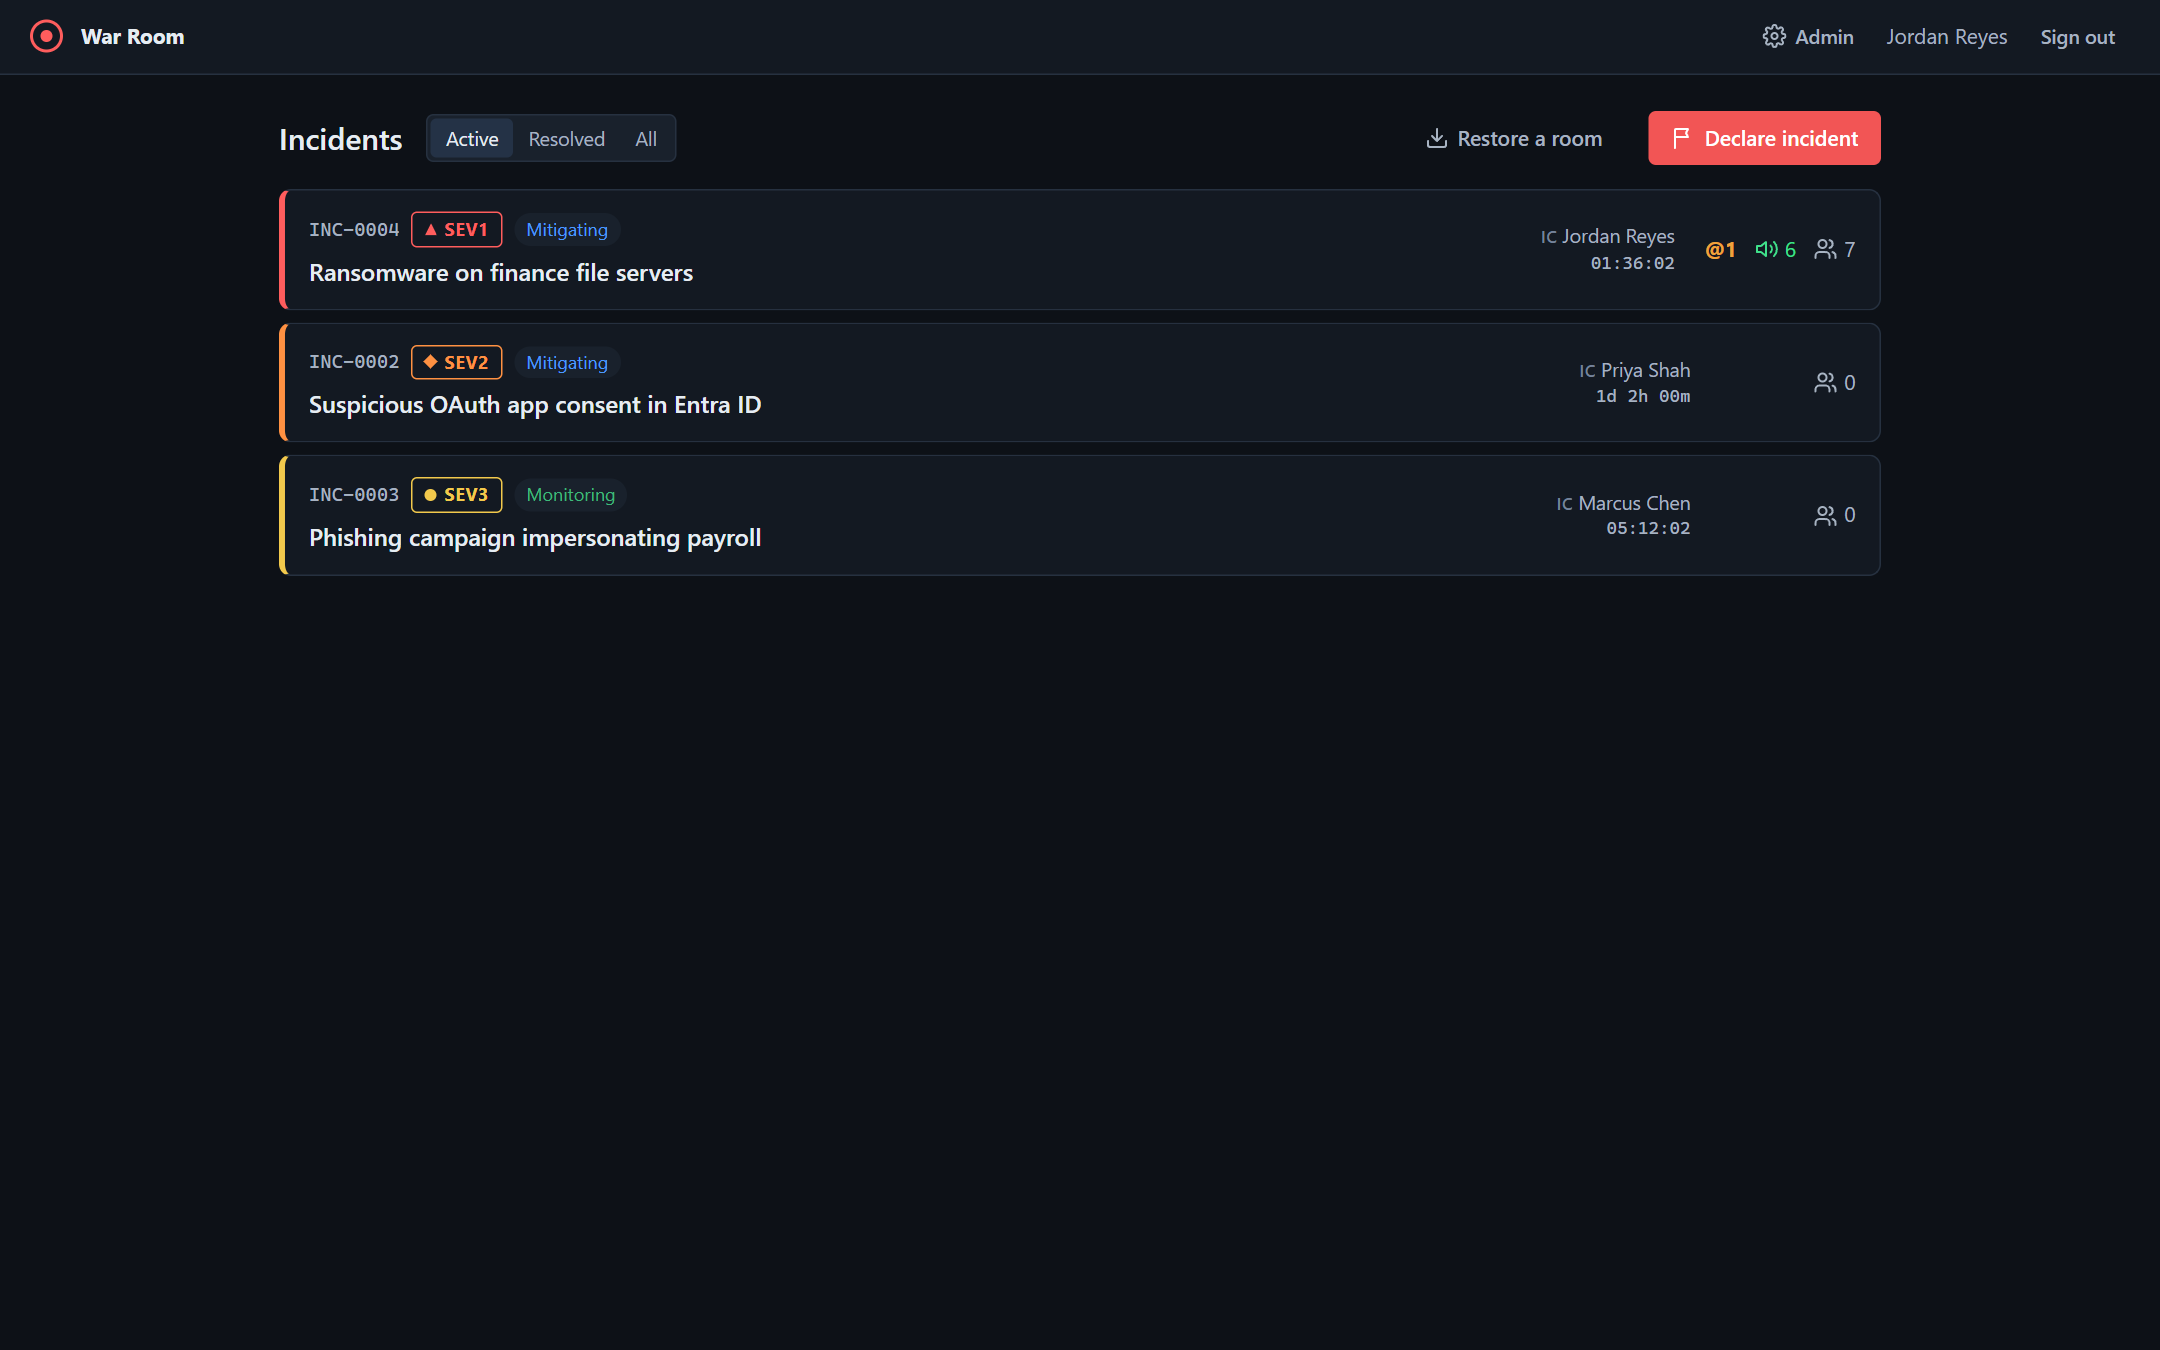 War Room
Admin Jordan Reyes Sign out
Incidents Active Resolved All Restore a room Declare incident
INC-0004 SEV1 Mitigating
Ransomware on finance file servers
IC Jordan Reyes
01:36:02
@1 6 7
INC-0002 SEV2 Mitigating
Suspicious OAuth app consent in Entra ID
IC Priya Shah
1d 2h 00m
0
INC-0003 SEV3 Monitoring
Phishing campaign impersonating payroll
IC Marcus Chen
05:12:02
0